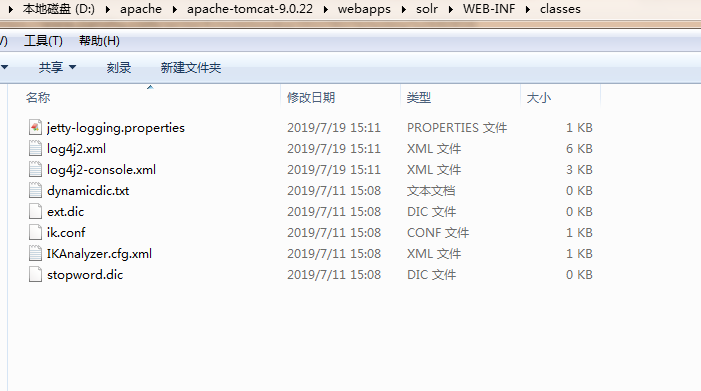 本地磁盘 (D:) apache apache-tomcat-9.0.22 webapps solr WEB-INF classes
V) 工具(T) 帮助(H)
共享 刻录 新建文件夹
名称 修改日期 类型 大小
jetty-logging.properties 2019/7/19 15:11 PROPERTIES 文件 1 KB
log4j2.xml 2019/7/19 15:11 XML 文件 6 KB
log4j2-console.xml 2019/7/19 15:11 XML 文件 3 KB
dynamicdic.txt 2019/7/11 15:08 文本文档 0 KB
ext.dic 2019/7/11 15:08 DIC 文件 0 KB
ik.conf 2019/7/11 15:08 CONF 文件 1 KB
IKAnalyzer.cfg.xml 2019/7/11 15:08 XML 文件 1 KB
stopword.dic 2019/7/11 15:08 DIC 文件 0 KB